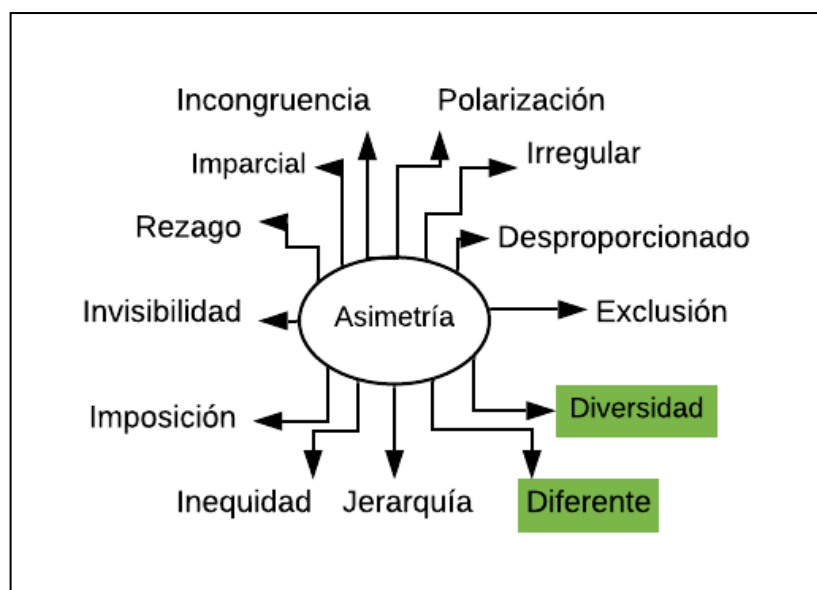 Incongruencia
Polarización
Imparcial
Irregular
Rezago
Desproporcionado
Invisibilidad
Asimetría
Exclusión
Imposición
Diversidad
Inequidad
Jerarquía
Diferente